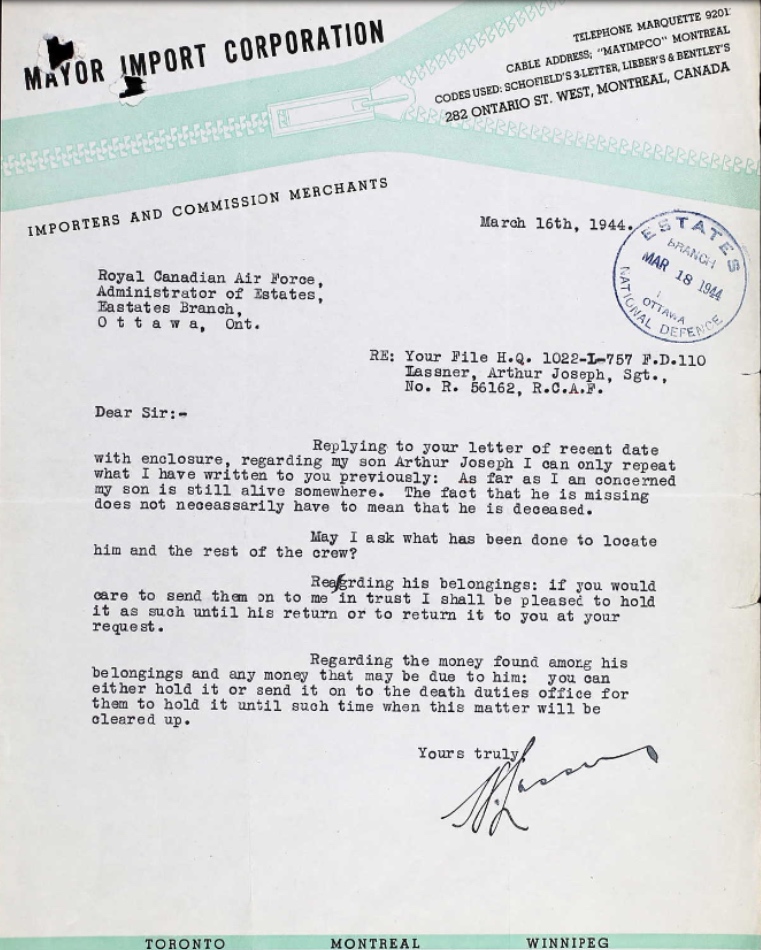 MAYOR IMPORT CORPORATION
TELEPHONE MARQUETTE 9201
CABLE ADDRESS; "MAYIMPCO" MONTREAL
CODES USED: SCHOFIELD'S 3-LETTER, LIEBER'S & BENTLEY'S
282 ONTARIO ST. WEST, MONTREAL, CANADA
IMPORTERS AND COMMISSION MERCHANTS
March 16th, 1944.
ESTATES
BRANCH
MAR 18 1944
OTTAWA
NATIONAL DEFENCE
Royal Canadian Air Force,
Administrator of Estates,
Eastates Branch,
O t t a w a, Ont.
RE: Your File H.Q. 1022-L-757 F.D.110
Lassner, Arthur Joseph, Sgt.,
No. R. 56162, R.C.A.F.
Dear Sir:-
Replying to your letter of recent date
with enclosure, regarding my son Arthur Joseph I can only repeat
what I have written to you previously: As far as I am concerned
my son is still alive somewhere. The fact that he is missing
does not neceassarily have to mean that he is deceased.
May I ask what has been done to locate
him and the rest of the crew?
Reafgrding his belongings: if you would
care to send them on to me in trust I shall be pleased to hold
it as such until his return or to return it to you at your
request.
Regarding the money found among his
belongings and any money that may be due to him: you can
either hold it or send it on to the death duties office for
them to hold it until such time when this matter will be
cleared up.
Yours truly
Lassner
TORONTO MONTREAL WINNIPEG